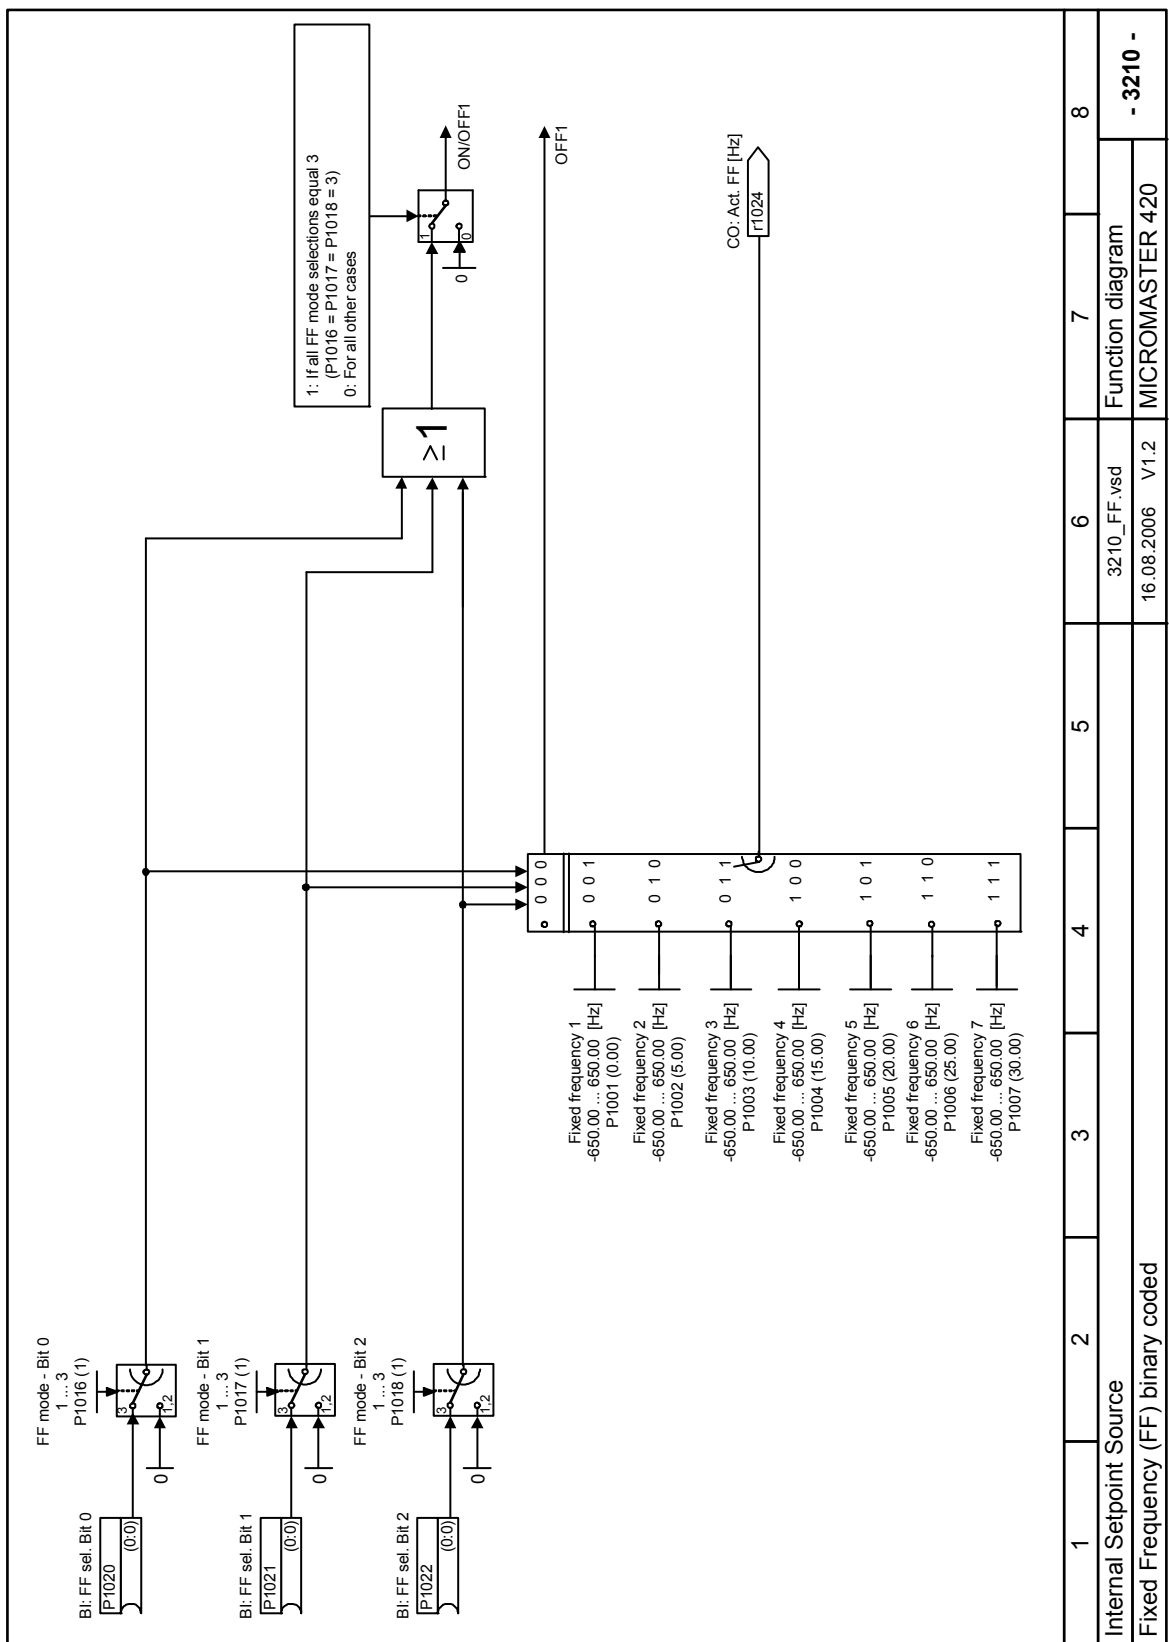 FF mode - Bit 0
1 ... 3
P1016 (1)
BI: FF sel. Bit 0
P1020
(0:0)
3
1,2
0
FF mode - Bit 1
1 ... 3
P1017 (1)
BI: FF sel. Bit 1
P1021
(0:0)
3
1,2
0
FF mode - Bit 2
1 ... 3
P1018 (1)
BI: FF sel. Bit 2
P1022
(0:0)
3
1,2
0
≥1
1: If all FF mode selections equal 3
(P1016 = P1017 = P1018 = 3)
0: For all other cases
1
0
0
ON/OFF1
0 0 0
OFF1
Fixed frequency 1
-650.00 ... 650.00 [Hz]
P1001 (0.00)
0 0 1
Fixed frequency 2
-650.00 ... 650.00 [Hz]
P1002 (5.00)
0 1 0
Fixed frequency 3
-650.00 ... 650.00 [Hz]
P1003 (10.00)
0 1 1
Fixed frequency 4
-650.00 ... 650.00 [Hz]
P1004 (15.00)
1 0 0
Fixed frequency 5
-650.00 ... 650.00 [Hz]
P1005 (20.00)
1 0 1
Fixed frequency 6
-650.00 ... 650.00 [Hz]
P1006 (25.00)
1 1 0
Fixed frequency 7
-650.00 ... 650.00 [Hz]
P1007 (30.00)
1 1 1
CO: Act. FF [Hz]
r1024
1 2 3 4 5 6 7 8
Internal Setpoint Source 3210_FF.vsd Function diagram - 3210 -
Fixed Frequency (FF) binary coded 16.08.2006 V1.2 MICROMASTER 420